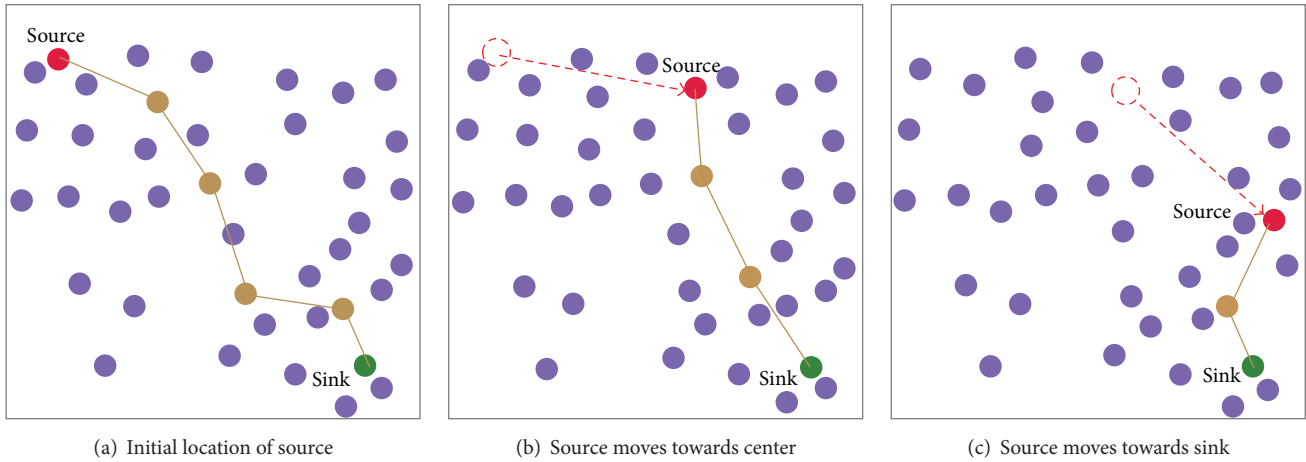 Source
Sink
(a) Initial location of source
Source
Sink
(b) Source moves towards center
Source
Sink
(c) Source moves towards sink